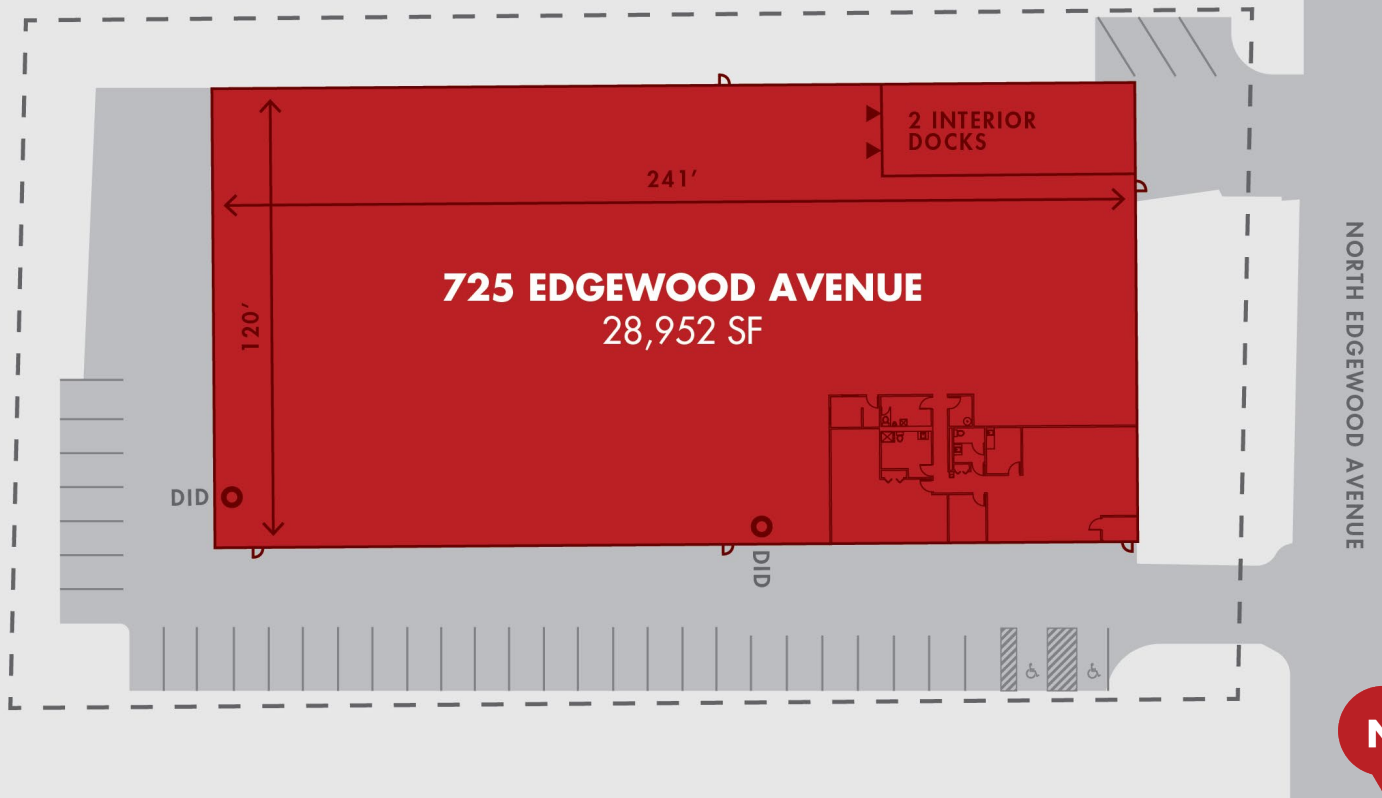 2 INTERIOR
DOCKS
241'
120'
725 EDGEWOOD AVENUE
28,952 SF
NORTH EDGEWOOD AVENUE
DID
DID
N